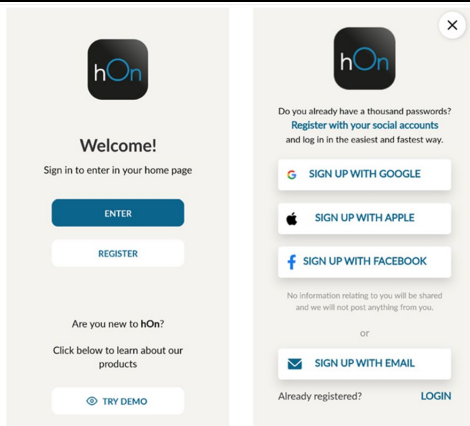 hOn
Welcome!
Sign in to enter in your home page
ENTER
REGISTER
Are you new to hOn?
Click below to learn about our
products
TRY DEMO
hOn
Do you already have a thousand passwords?
Register with your social accounts
and log in in the easiest and fastest way.
SIGN UP WITH GOOGLE
SIGN UP WITH APPLE
SIGN UP WITH FACEBOOK
No information relating to you will be shared
and we will not post anything from you.
or
SIGN UP WITH EMAIL
Already registered? LOGIN